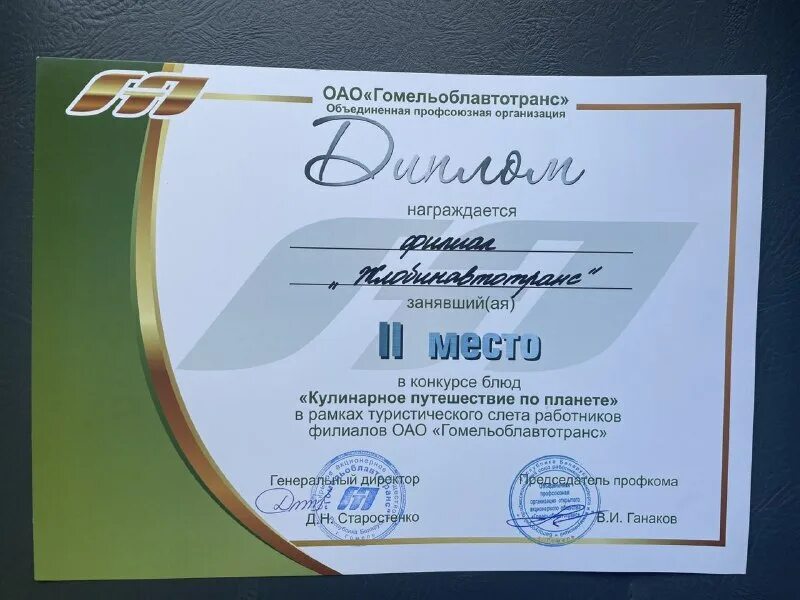 ОАО«Гомельоблавтотранс»
Объединенная профсоюзная организация
Диплом
награждается
филиал
„Жлобинавтотранс“
занявший(ая)
II место
в конкурсе блюд
«Кулинарное путешествие по планете»
в рамках туристического слета работников
филиалов ОАО «Гомельоблавтотранс»
Генеральный директор
Д.Н. Старостенко
Председатель профкома
В.И. Ганаков